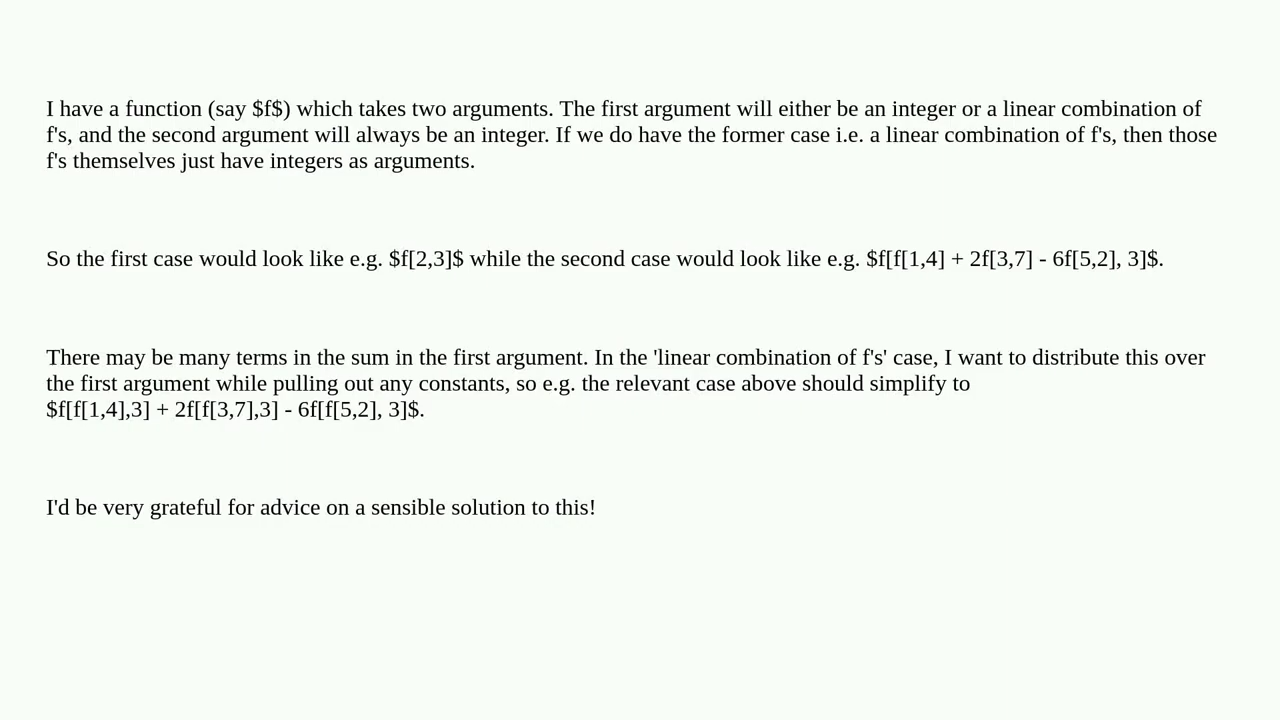 I have a function (say $f$) which takes two arguments. The first argument will either be an integer or a linear combination of
f's, and the second argument will always be an integer. If we do have the former case i.e. a linear combination of f's, then those
f's themselves just have integers as arguments.
So the first case would look like e.g. $f[2,3]$ while the second case would look like e.g. $f[f[1,4] + 2f[3,7] - 6f[5,2], 3]$.
There may be many terms in the sum in the first argument. In the 'linear combination of f's' case, I want to distribute this over
the first argument while pulling out any constants, so e.g. the relevant case above should simplify to
$f[f[1,4],3] + 2f[f[3,7],3] - 6f[f[5,2], 3]$.
I'd be very grateful for advice on a sensible solution to this!